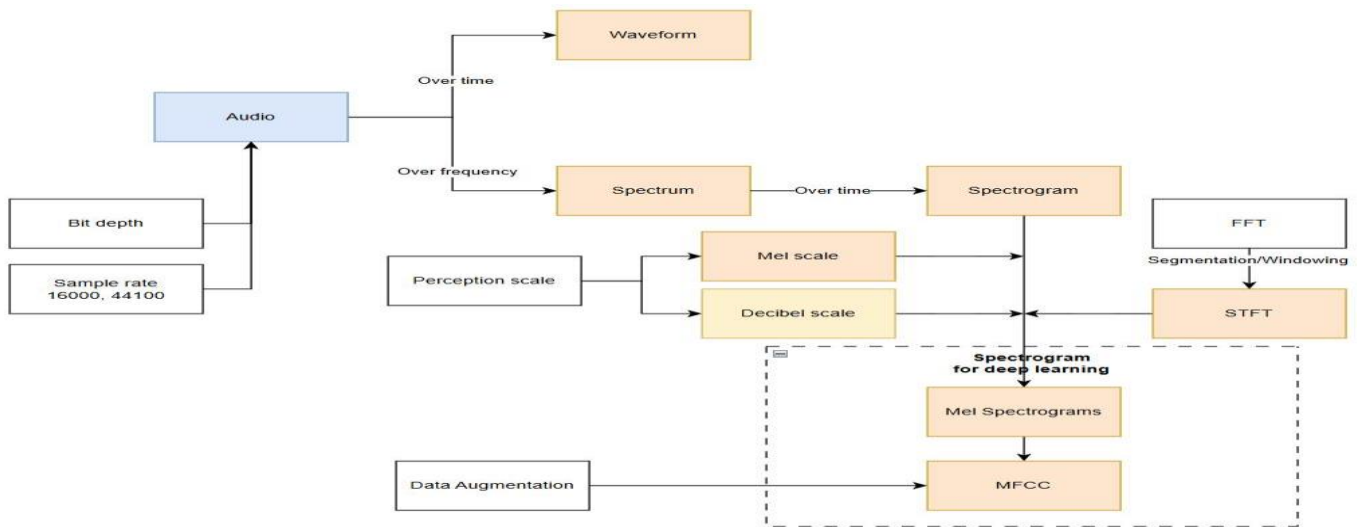 Waveform
Over time
Audio
Over frequency
Spectrum
Over time
Spectrogram
Bit depth
FFT
Mel scale
Segmentation/Windowing
Sample rate
16000, 44100
Perception scale
Decibel scale
STFT
Spectrogram
for deep learning
Mel Spectrograms
Data Augmentation
MFCC